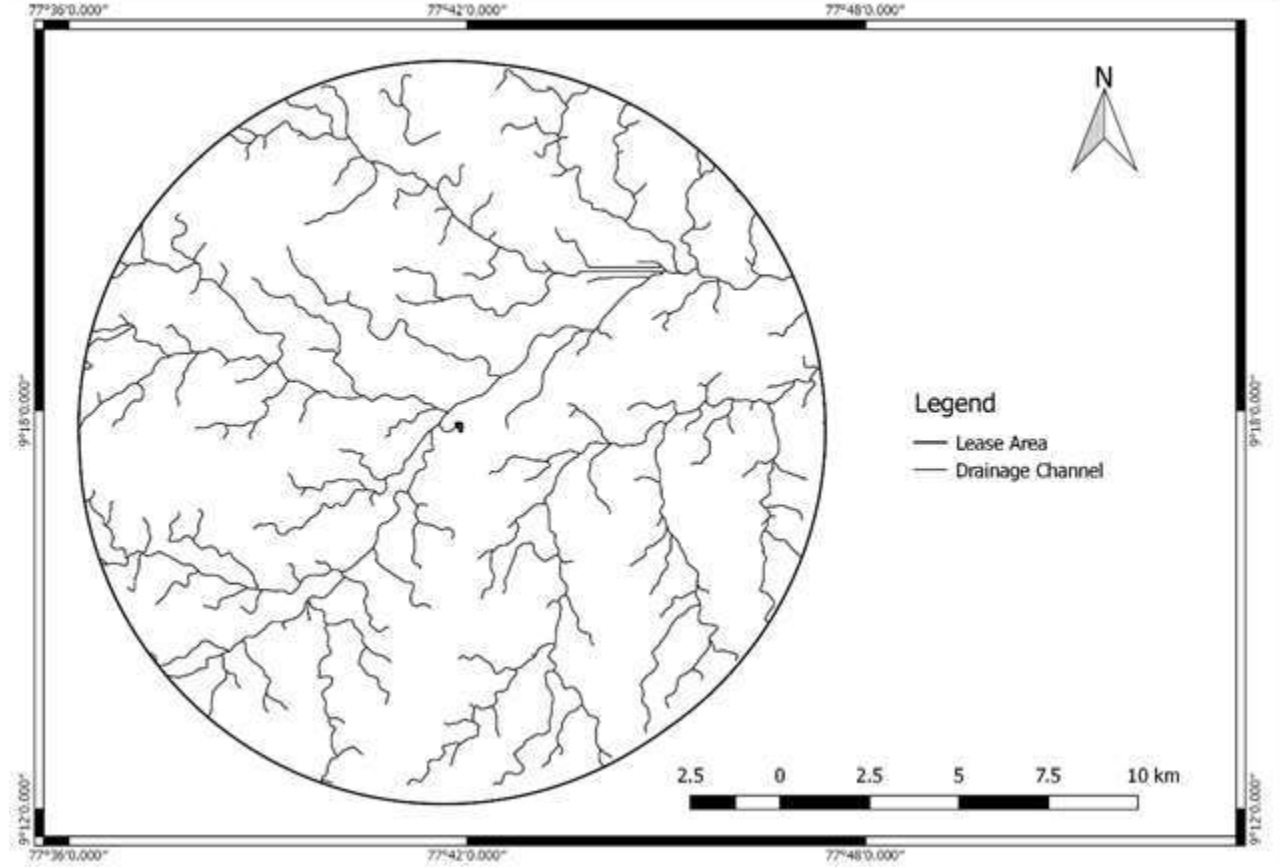 77°36'0.000" 77°42'0.000" 77°48'0.000"
N
9°18'0.000" 9°18'0.000"
Legend
Lease Area
Drainage Channel
2.5 0 2.5 5 7.5 10 km
9°12'0.000" 9°12'0.000"
77°36'0.000" 77°42'0.000" 77°48'0.000"